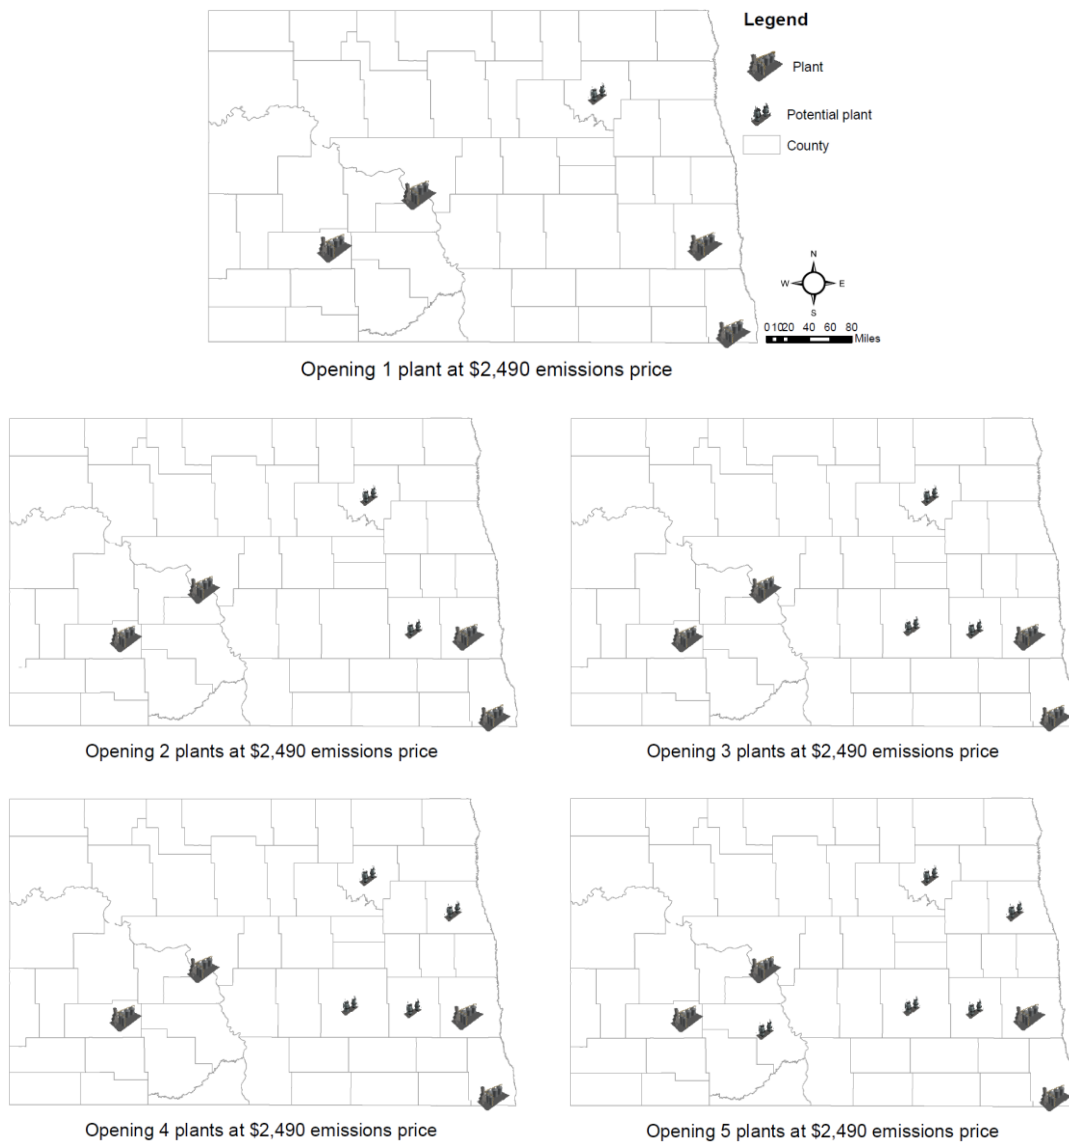 Legend
Plant
Potential plant
County
N
W E
S
0 10 20 40 60 80
Miles
Opening 1 plant at $2,490 emissions price
Opening 2 plants at $2,490 emissions price
Opening 3 plants at $2,490 emissions price
Opening 4 plants at $2,490 emissions price
Opening 5 plants at $2,490 emissions price